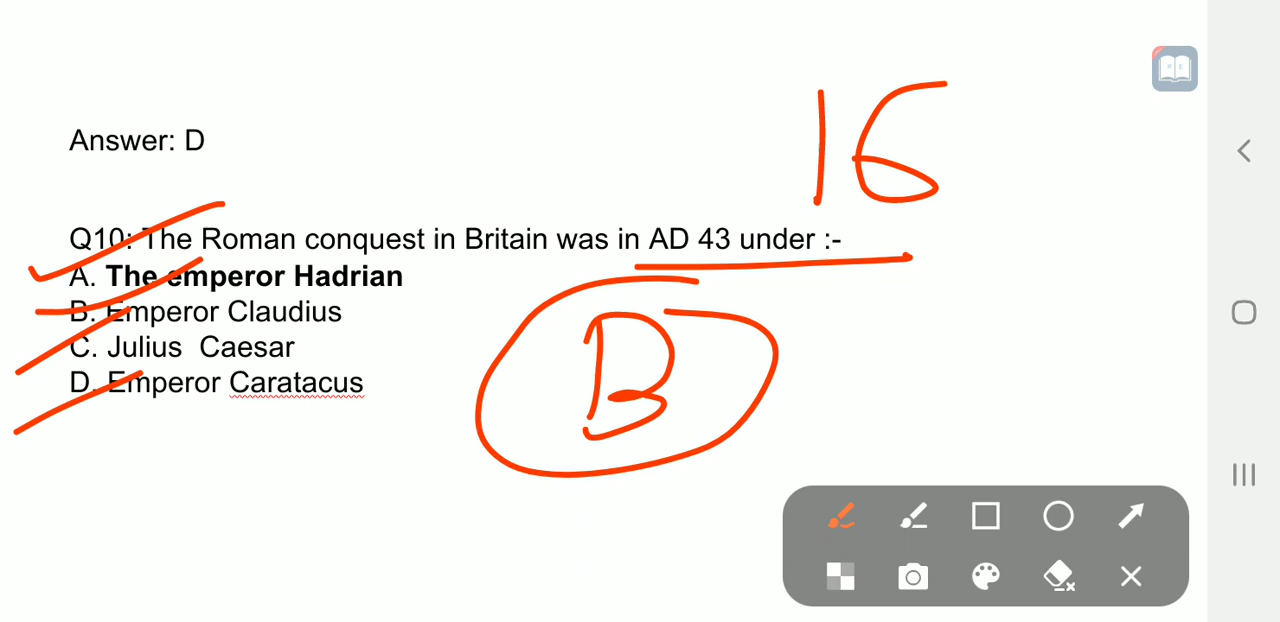 Answer: D
16
Q10: The Roman conquest in Britain was in AD 43 under :-
A. The emperor Hadrian
B. Emperor Claudius
C. Julius  Caesar
D. Emperor Caratacus
B